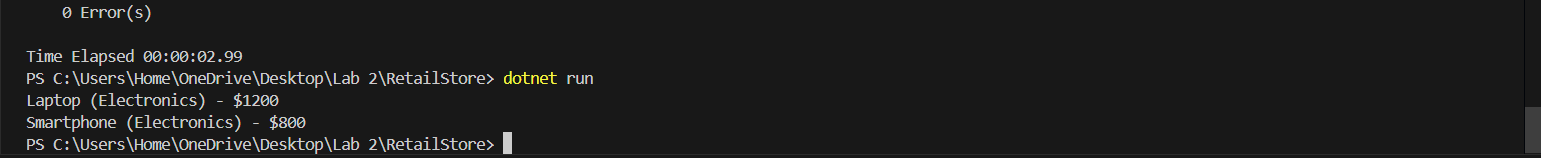 0 Error(s)
Time Elapsed 00:00:02.99
PS C:\Users\Home\OneDrive\Desktop\Lab 2\RetailStore> dotnet run
Laptop (Electronics) - $1200
Smartphone (Electronics) - $800
PS C:\Users\Home\OneDrive\Desktop\Lab 2\RetailStore>